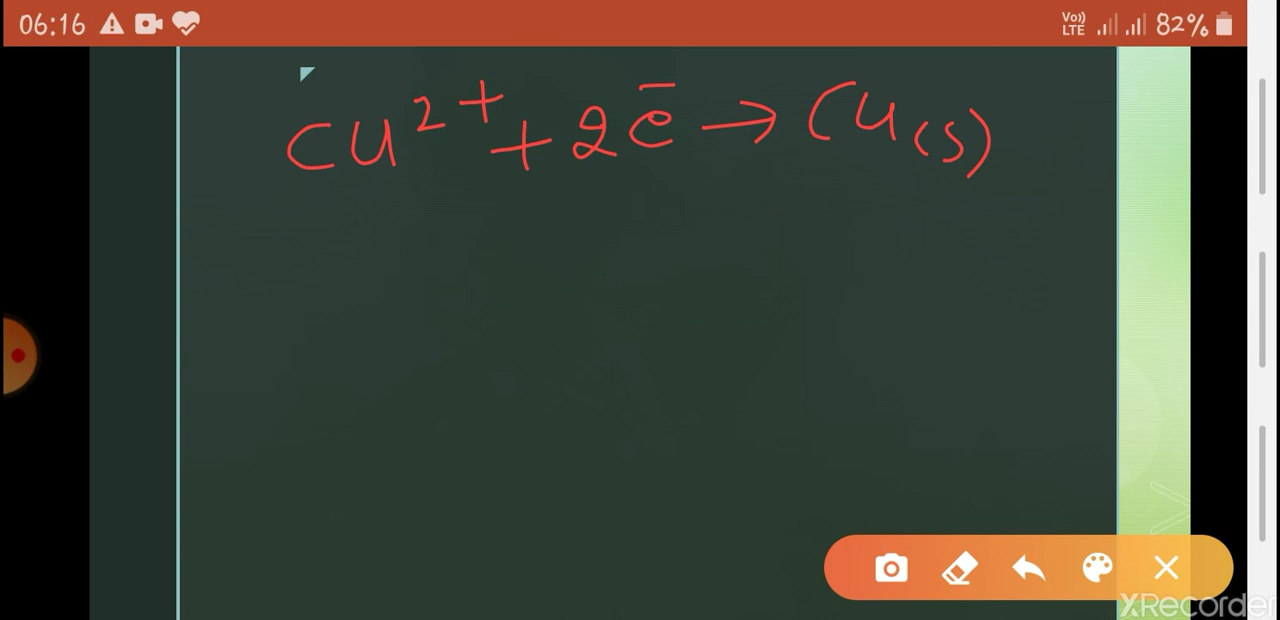 06:16 Vo)) LTE 82%
Cu²⁺ + 2e̅ → Cu(s)
XRecorder